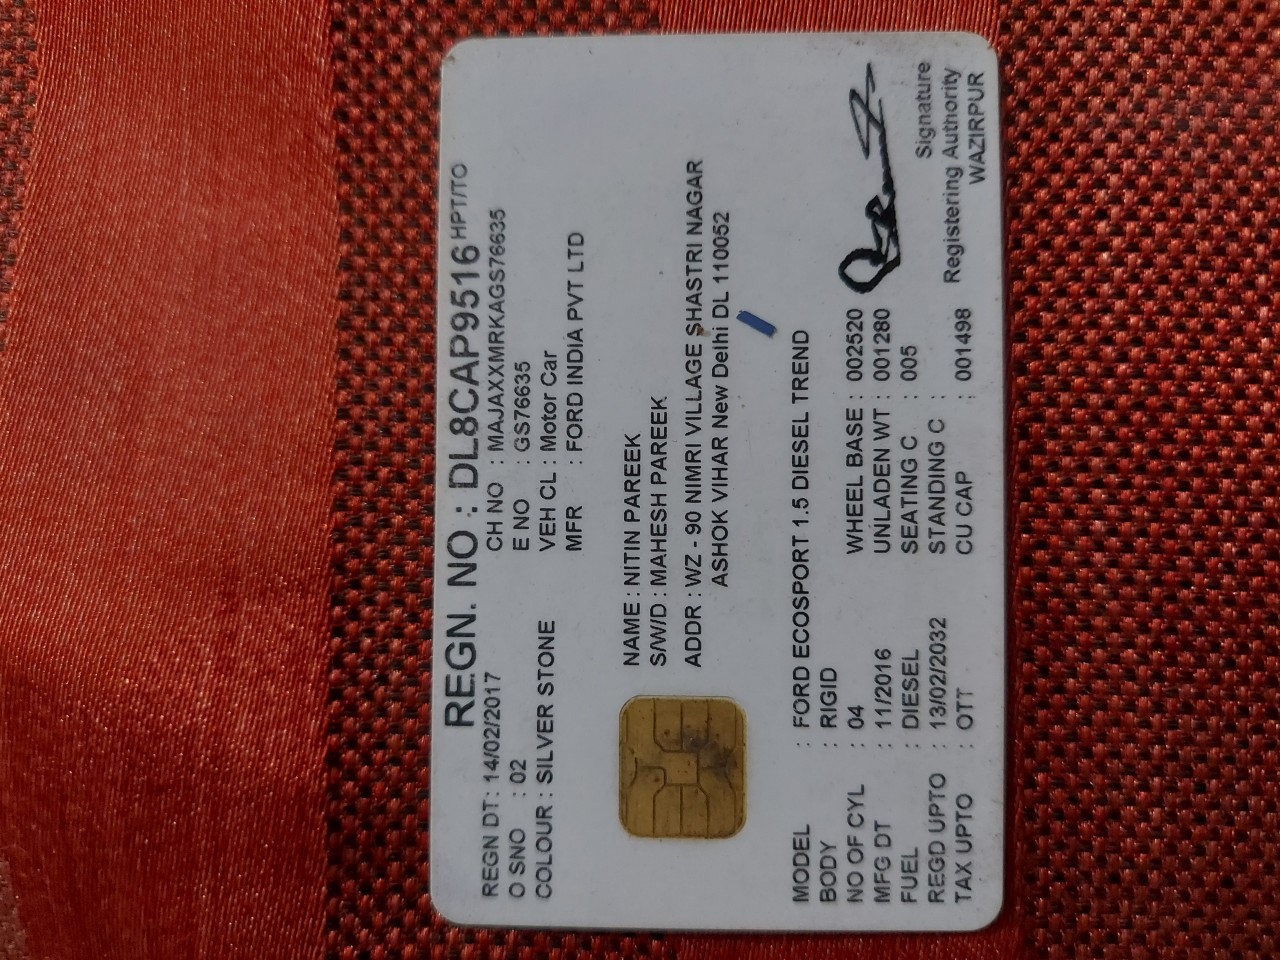 REGN. NO : DL8CAP9516 HPT/TO
REGN DT : 14/02/2017 CH NO : MAJAXXMRKAGS76635
O SNO : 02 E NO : GS76635
COLOUR : SILVER STONE VEH CL : Motor Car
MFR : FORD INDIA PVT LTD
NAME : NITIN PAREEK
S/W/D : MAHESH PAREEK
ADDR : WZ - 90 NIMRI VILLAGE SHASTRI NAGAR
ASHOK VIHAR New Delhi DL 110052
MODEL : FORD ECOSPORT 1.5 DIESEL TREND
BODY : RIGID
NO OF CYL : 04 WHEEL BASE : 002520
MFG DT : 11/2016 UNLADEN WT : 001280
FUEL : DIESEL SEATING C : 005
REGD UPTO : 13/02/2032 STANDING C :
TAX UPTO : OTT CU CAP : 001498
Signature
Registering Authority
WAZIRPUR